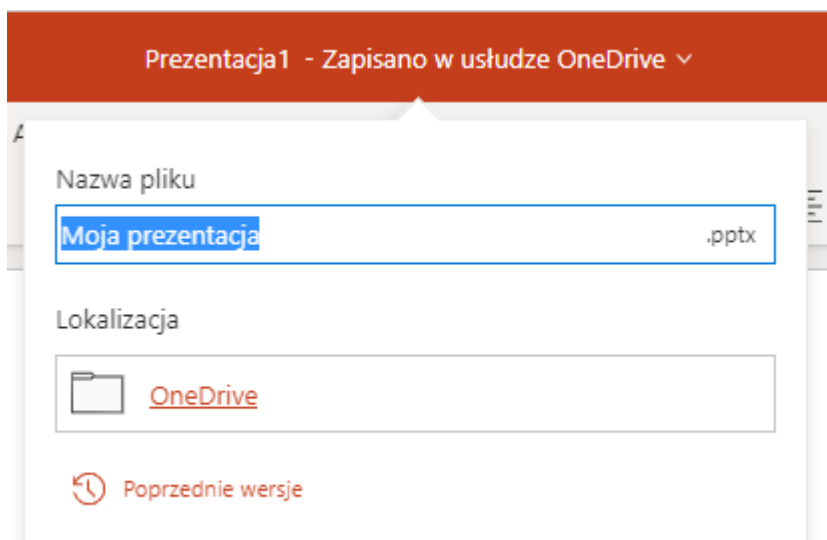 Prezentacja1 - Zapisano w usłudze OneDrive
Nazwa pliku
Moja prezentacja .pptx
Lokalizacja
OneDrive
Poprzednie wersje